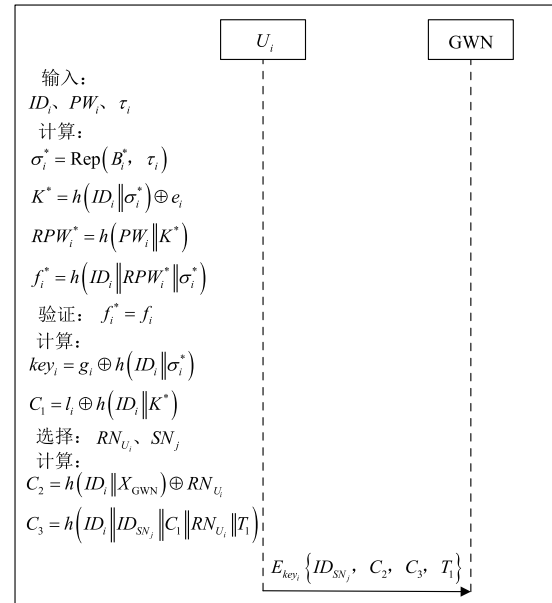 U_i
GWN
输入:
ID_i、PW_i、τ_i
计算:
σ_i^* = Rep(B_i^*, τ_i)
K^* = h(ID_i‖σ_i^*)⊕e_i
RPW_i^* = h(PW_i‖K^*)
f_i^* = h(ID_i‖RPW_i^*‖σ_i^*)
验证: f_i^* = f_i
计算:
key_i = g_i ⊕ h(ID_i‖σ_i^*)
C_1 = l_i ⊕ h(ID_i‖K^*)
选择: RN_{U_i}、SN_j
计算:
C_2 = h(ID_i‖X_{GWN})⊕RN_{U_i}
C_3 = h(ID_i‖ID_{SN_j}‖C_1‖RN_{U_i}‖T_1)
E_{key_i}{ID_{SN_j}, C_2, C_3, T_1}